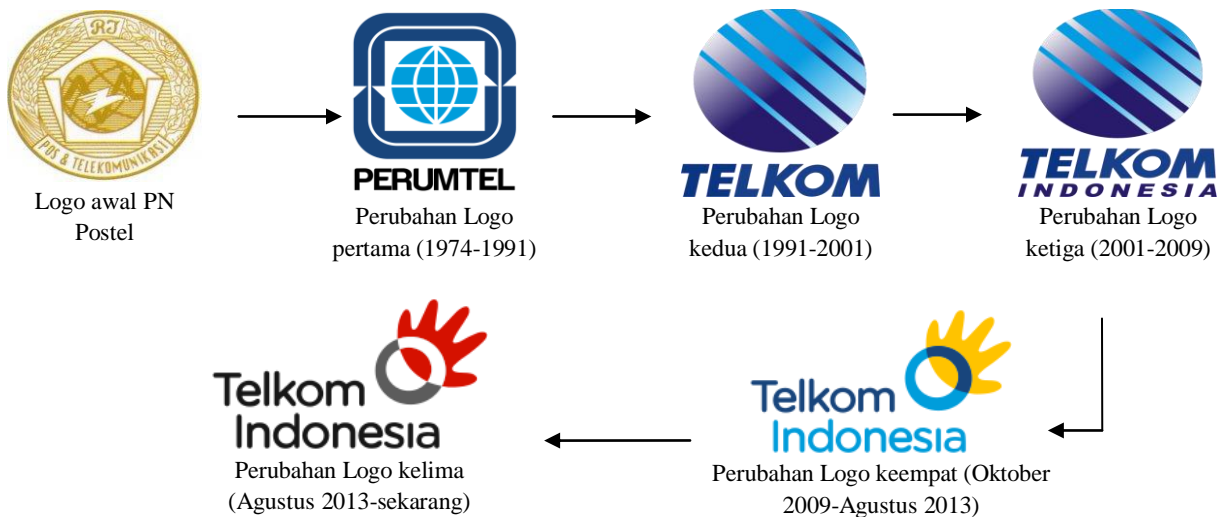 RI
POS & TELEKOMUNIKASI
Logo awal PN
Postel
PERUMTEL
Perubahan Logo
pertama (1974-1991)
TELKOM
Perubahan Logo
kedua (1991-2001)
TELKOM
INDONESIA
Perubahan Logo
ketiga (2001-2009)
Telkom
Indonesia
Perubahan Logo kelima
(Agustus 2013-sekarang)
Telkom
Indonesia
Perubahan Logo keempat (Oktober
2009-Agustus 2013)